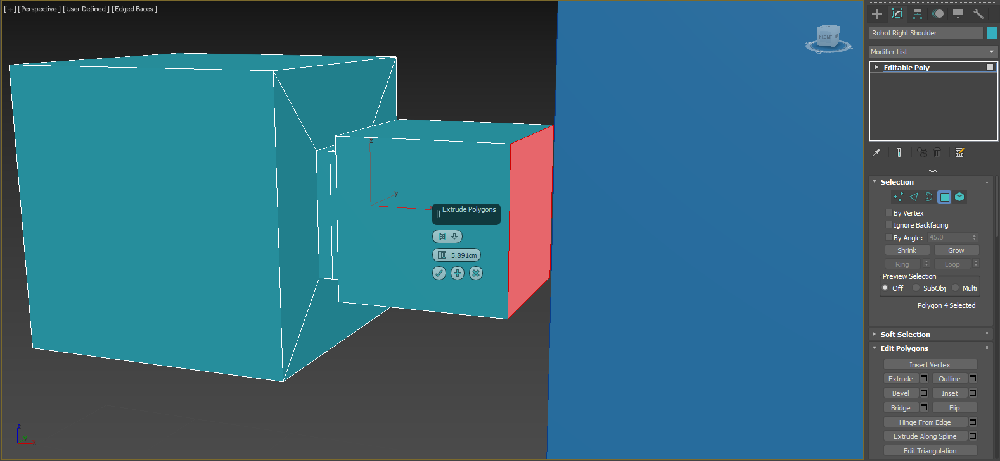 [+] [Perspective ] [User Defined ] [Edged Faces ]
FRONT
z
y
x
Extrude Polygons
5.891cm
z
y
x
Robot Right Shoulder
Modifier List
Editable Poly
Selection
By Vertex
Ignore Backfacing
By Angle: 45.0
Shrink Grow
Ring Loop
Preview Selection
Off SubObj Multi
Polygon 4 Selected
Soft Selection
Edit Polygons
Insert Vertex
Extrude Outline
Bevel Inset
Bridge Flip
Hinge From Edge
Extrude Along Spline
Edit Triangulation